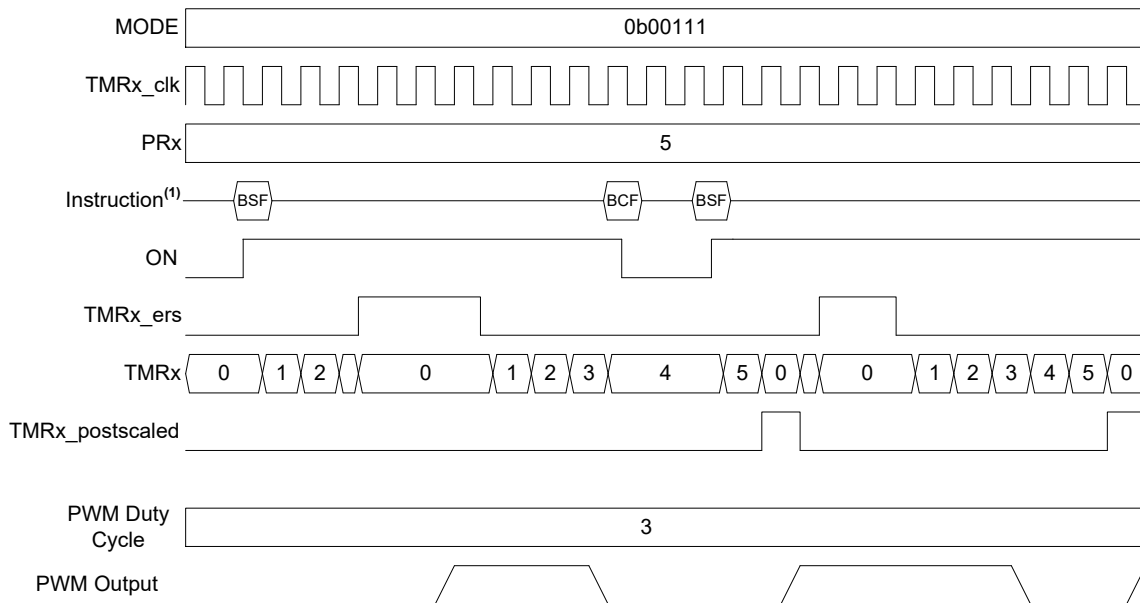 MODE 0b00111
TMRx_clk
PRx 5
Instruction(1) BSF BCF BSF
ON
TMRx_ers
TMRx 0 1 2 0 1 2 3 4 5 0 0 1 2 3 4 5 0
TMRx_postscaled
PWM Duty
Cycle 3
PWM Output